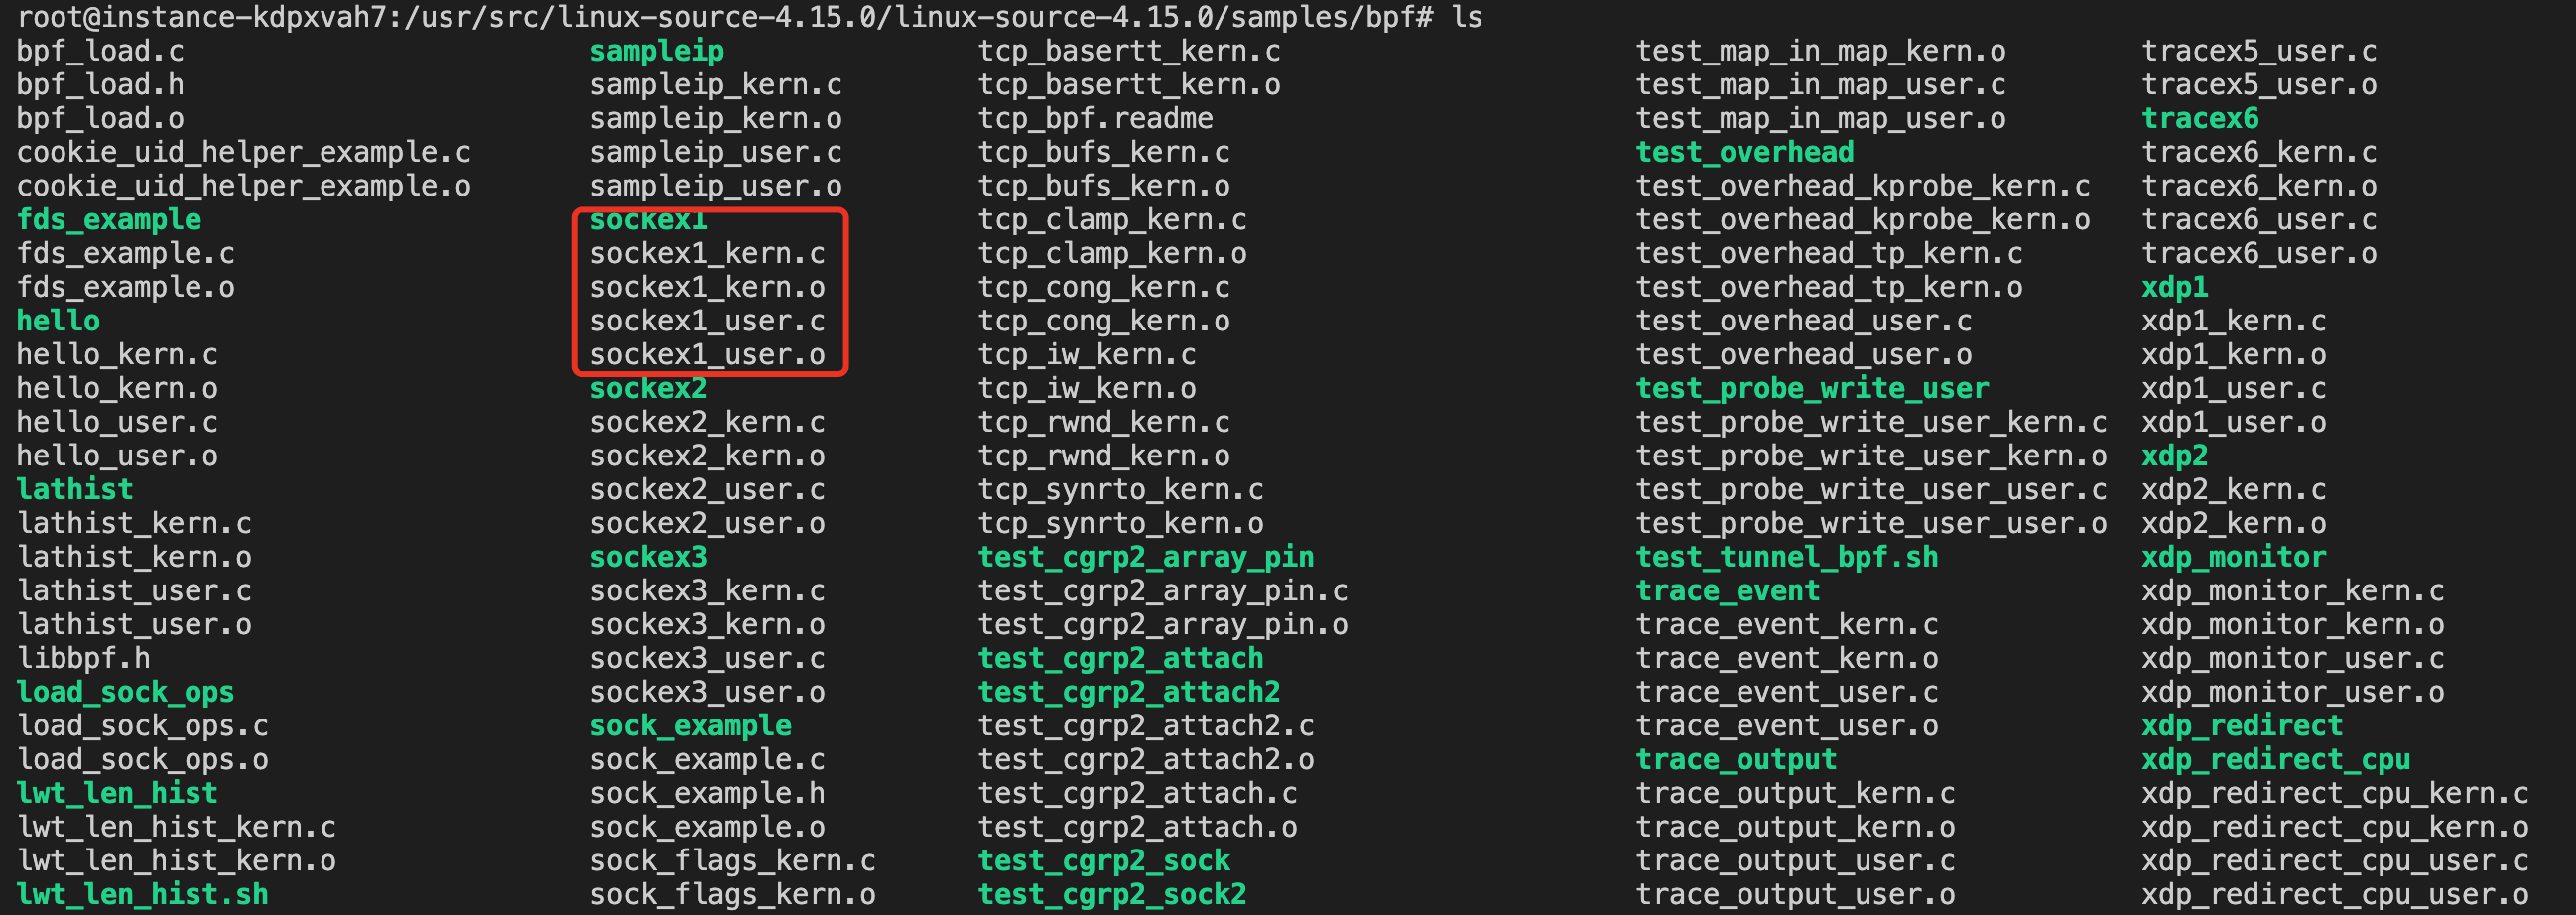 root@instance-kdpxvah7:/usr/src/linux-source-4.15.0/linux-source-4.15.0/samples/bpf# ls
bpf_load.c sampleip tcp_basertt_kern.c test_map_in_map_kern.o tracex5_user.c
bpf_load.h sampleip_kern.c tcp_basertt_kern.o test_map_in_map_user.c tracex5_user.o
bpf_load.o sampleip_kern.o tcp_bpf.readme test_map_in_map_user.o tracex6
cookie_uid_helper_example.c sampleip_user.c tcp_bufs_kern.c test_overhead tracex6_kern.c
cookie_uid_helper_example.o sampleip_user.o tcp_bufs_kern.o test_overhead_kprobe_kern.c tracex6_kern.o
fds_example sockex1 tcp_clamp_kern.c test_overhead_kprobe_kern.o tracex6_user.c
fds_example.c sockex1_kern.c tcp_clamp_kern.o test_overhead_tp_kern.c tracex6_user.o
fds_example.o sockex1_kern.o tcp_cong_kern.c test_overhead_tp_kern.o xdp1
hello sockex1_user.c tcp_cong_kern.o test_overhead_user.c xdp1_kern.c
hello_kern.c sockex1_user.o tcp_iw_kern.c test_overhead_user.o xdp1_kern.o
hello_kern.o sockex2 tcp_iw_kern.o test_probe_write_user xdp1_user.c
hello_user.c sockex2_kern.c tcp_rwnd_kern.c test_probe_write_user_kern.c xdp1_user.o
hello_user.o sockex2_kern.o tcp_rwnd_kern.o test_probe_write_user_kern.o xdp2
lathist sockex2_user.c tcp_synrto_kern.c test_probe_write_user_user.c xdp2_kern.c
lathist_kern.c sockex2_user.o tcp_synrto_kern.o test_probe_write_user_user.o xdp2_kern.o
lathist_kern.o sockex3 test_cgrp2_array_pin test_tunnel_bpf.sh xdp_monitor
lathist_user.c sockex3_kern.c test_cgrp2_array_pin.c trace_event xdp_monitor_kern.c
lathist_user.o sockex3_kern.o test_cgrp2_array_pin.o trace_event_kern.c xdp_monitor_kern.o
libbpf.h sockex3_user.c test_cgrp2_attach trace_event_kern.o xdp_monitor_user.c
load_sock_ops sockex3_user.o test_cgrp2_attach2 trace_event_user.c xdp_monitor_user.o
load_sock_ops.c sock_example test_cgrp2_attach2.c trace_event_user.o xdp_redirect
load_sock_ops.o sock_example.c test_cgrp2_attach2.o trace_output xdp_redirect_cpu
lwt_len_hist sock_example.h test_cgrp2_attach.c trace_output_kern.c xdp_redirect_cpu_kern.c
lwt_len_hist_kern.c sock_example.o test_cgrp2_attach.o trace_output_kern.o xdp_redirect_cpu_kern.o
lwt_len_hist_kern.o sock_flags_kern.c test_cgrp2_sock trace_output_user.c xdp_redirect_cpu_user.c
lwt_len_hist.sh sock_flags_kern.o test_cgrp2_sock2 trace_output_user.o xdp_redirect_cpu_user.o